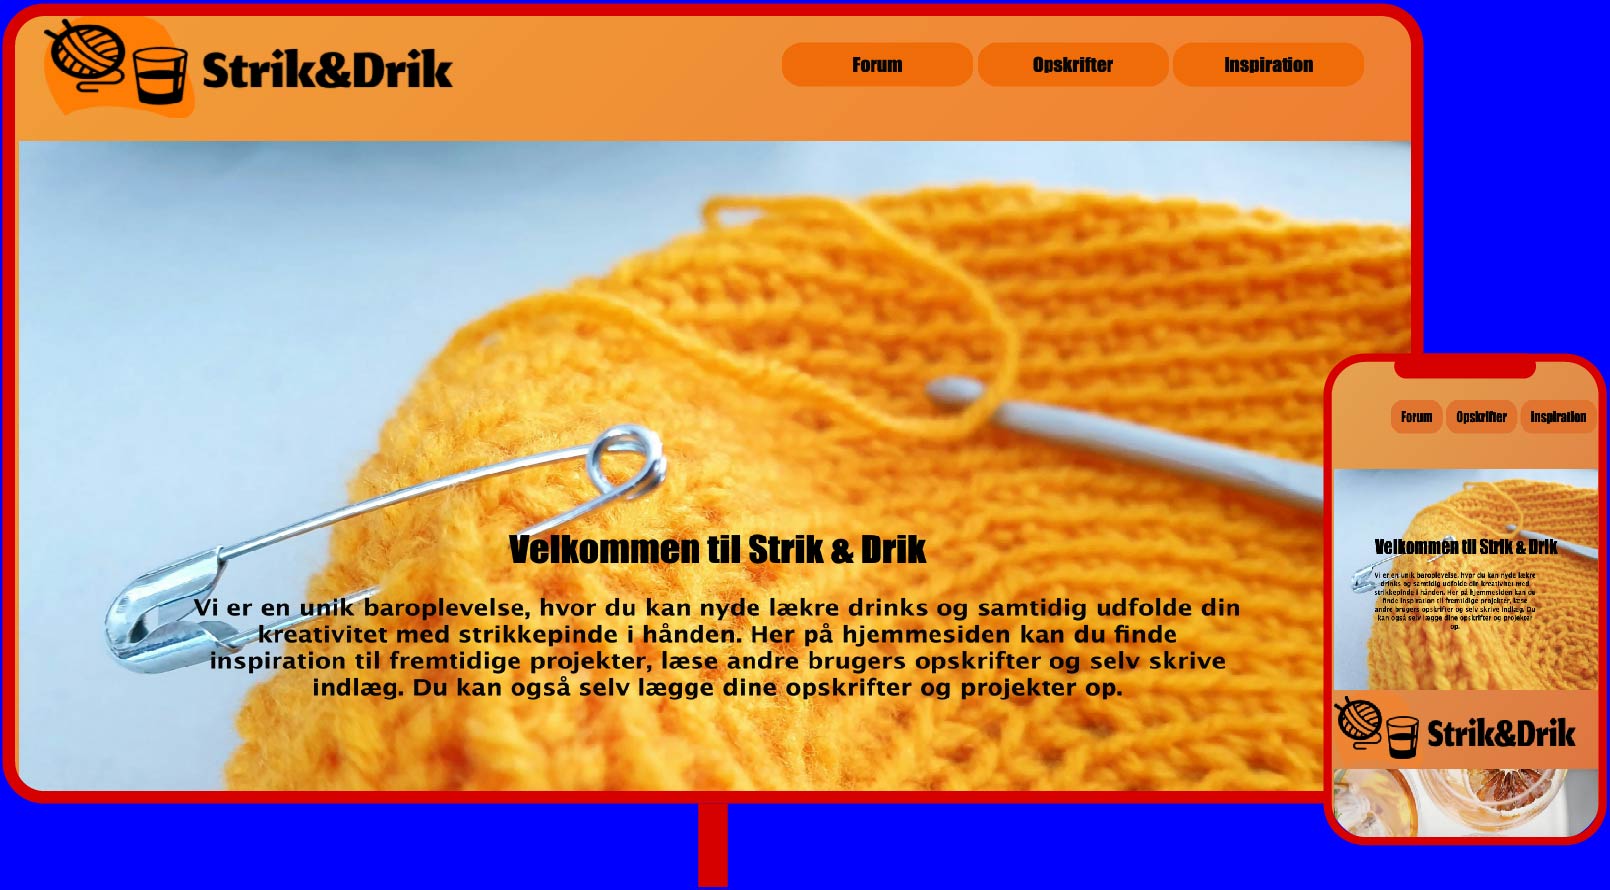 Strik&Drik
Forum
Opskrifter
Inspiration
Velkommen til Strik & Drik
Vi er en unik baroplevelse, hvor du kan nyde lækre drinks og samtidig udfolde din
kreativitet med strikkepinde i hånden. Her på hjemmesiden kan du finde
inspiration til fremtidige projekter, læse andre brugers opskrifter og selv skrive
indlæg. Du kan også selv lægge dine opskrifter og projekter op.
Forum
Opskrifter
Inspiration
Velkommen til Strik & Drik
Vi er en unik baroplevelse, hvor du kan nyde lækre
drinks og samtidig udfolde din kreativitet med
strikkepinde i hånden. Her på hjemmesiden kan du
finde inspiration til fremtidige projekter, læse
andre brugers opskrifter og selv skrive indlæg. Du
kan også selv lægge dine opskrifter og projekter
op.
Strik&Drik